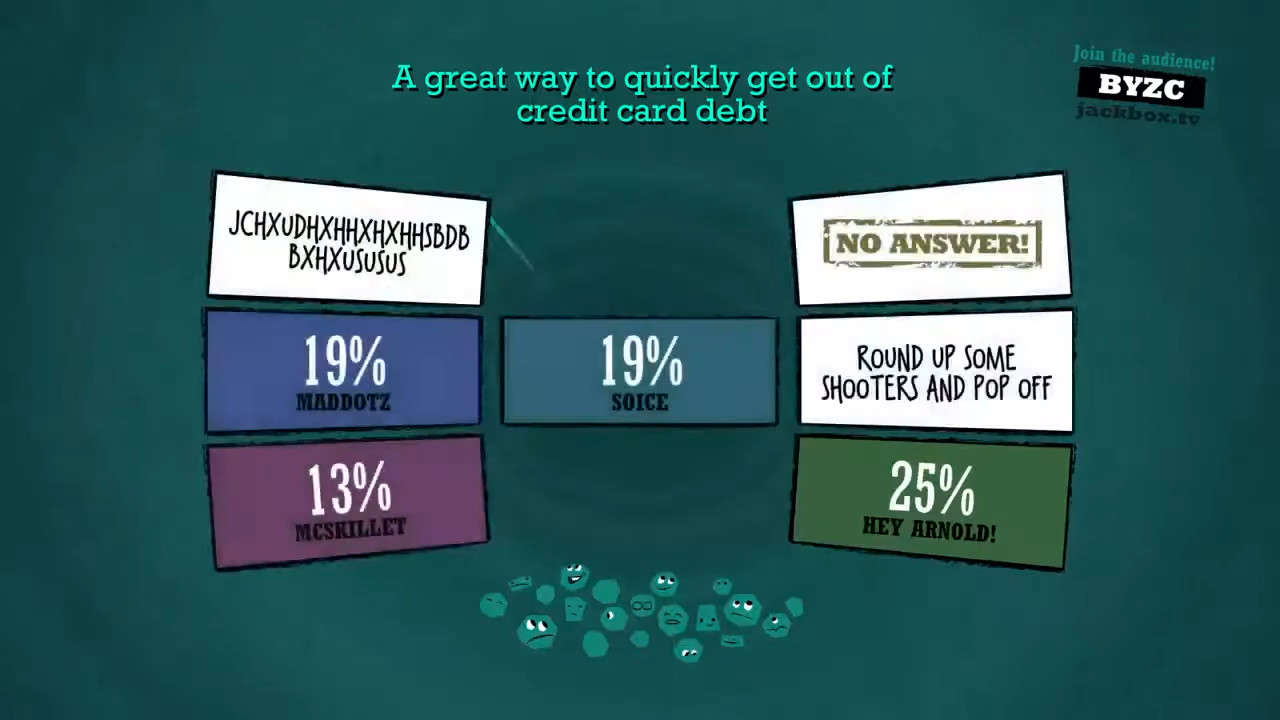 A great way to quickly get out of
credit card debt
Join the audience!
BYZC
jackbox.tv
JCHXUDHXHHXHXHHSBDB
BXHXUSUSUS
NO ANSWER!
19%
MADDOTZ
19%
SOICE
ROUND UP SOME
SHOOTERS AND POP OFF
13%
MCSKILLET
25%
HEY ARNOLD!